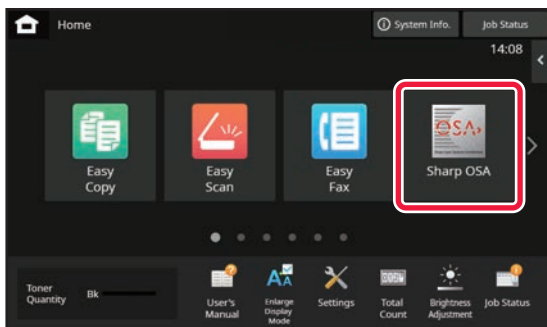 Home
System Info.
Job Status
14:08
Easy
Copy
Easy
Scan
Easy
Fax
OSA
Sharp OSA
Toner
Quantity
Bk
User's
Manual
Enlarge
Display
Mode
Settings
Total
Count
Brightness
Adjustment
Job Status